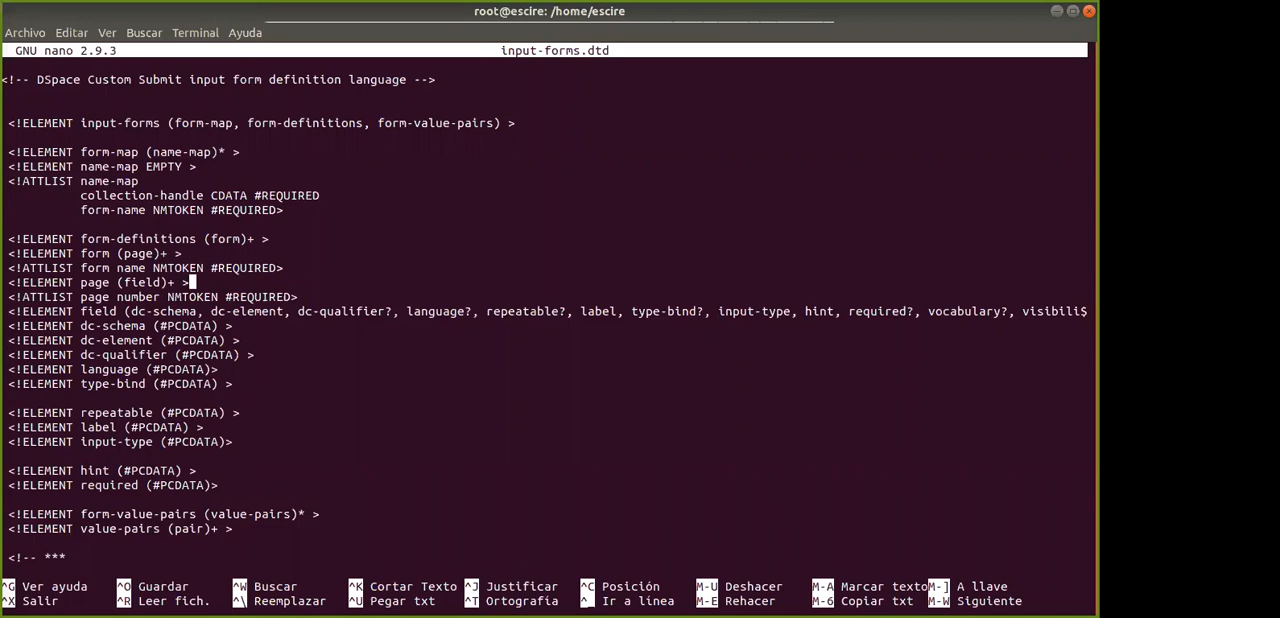 root@escire: /home/escire
Archivo Editar Ver Buscar Terminal Ayuda
GNU nano 2.9.3 input-forms.dtd
<!-- DSpace Custom Submit input form definition language -->
<!ELEMENT input-forms (form-map, form-definitions, form-value-pairs) >
<!ELEMENT form-map (name-map)* >
<!ELEMENT name-map EMPTY >
<!ATTLIST name-map
collection-handle CDATA #REQUIRED
form-name NMTOKEN #REQUIRED>
<!ELEMENT form-definitions (form)+ >
<!ELEMENT form (page)+ >
<!ATTLIST form name NMTOKEN #REQUIRED>
<!ELEMENT page (field)+ >
<!ATTLIST page number NMTOKEN #REQUIRED>
<!ELEMENT field (dc-schema, dc-element, dc-qualifier?, language?, repeatable?, label, type-bind?, input-type, hint, required?, vocabulary?, visibili$
<!ELEMENT dc-schema (#PCDATA) >
<!ELEMENT dc-element (#PCDATA) >
<!ELEMENT dc-qualifier (#PCDATA) >
<!ELEMENT language (#PCDATA)>
<!ELEMENT type-bind (#PCDATA) >
<!ELEMENT repeatable (#PCDATA) >
<!ELEMENT label (#PCDATA) >
<!ELEMENT input-type (#PCDATA)>
<!ELEMENT hint (#PCDATA) >
<!ELEMENT required (#PCDATA)>
<!ELEMENT form-value-pairs (value-pairs)* >
<!ELEMENT value-pairs (pair)+ >
<!-- ***
^G Ver ayuda ^O Guardar ^W Buscar ^K Cortar Texto ^J Justificar ^C Posición M-U Deshacer M-A Marcar texto M-] A llave
^X Salir ^R Leer fich. ^\ Reemplazar ^U Pegar txt ^T Ortografía ^_ Ir a línea M-E Rehacer M-6 Copiar txt M-W Siguiente